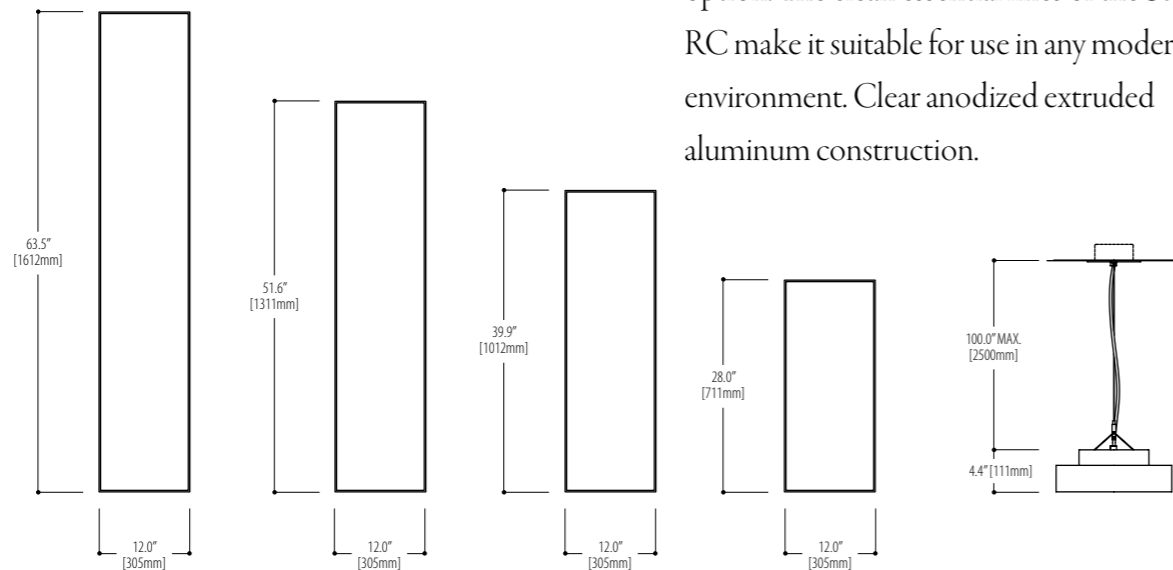 RC make it suitable for use in any moder
environment. Clear anodized extruded
aluminum construction.
63.5"
[1612mm]
51.6"
[1311mm]
39.9"
[1012mm]
28.0"
[711mm]
100.0" MAX.
[2500mm]
4.4" [111mm]
12.0"
[305mm]
12.0"
[305mm]
12.0"
[305mm]
12.0"
[305mm]